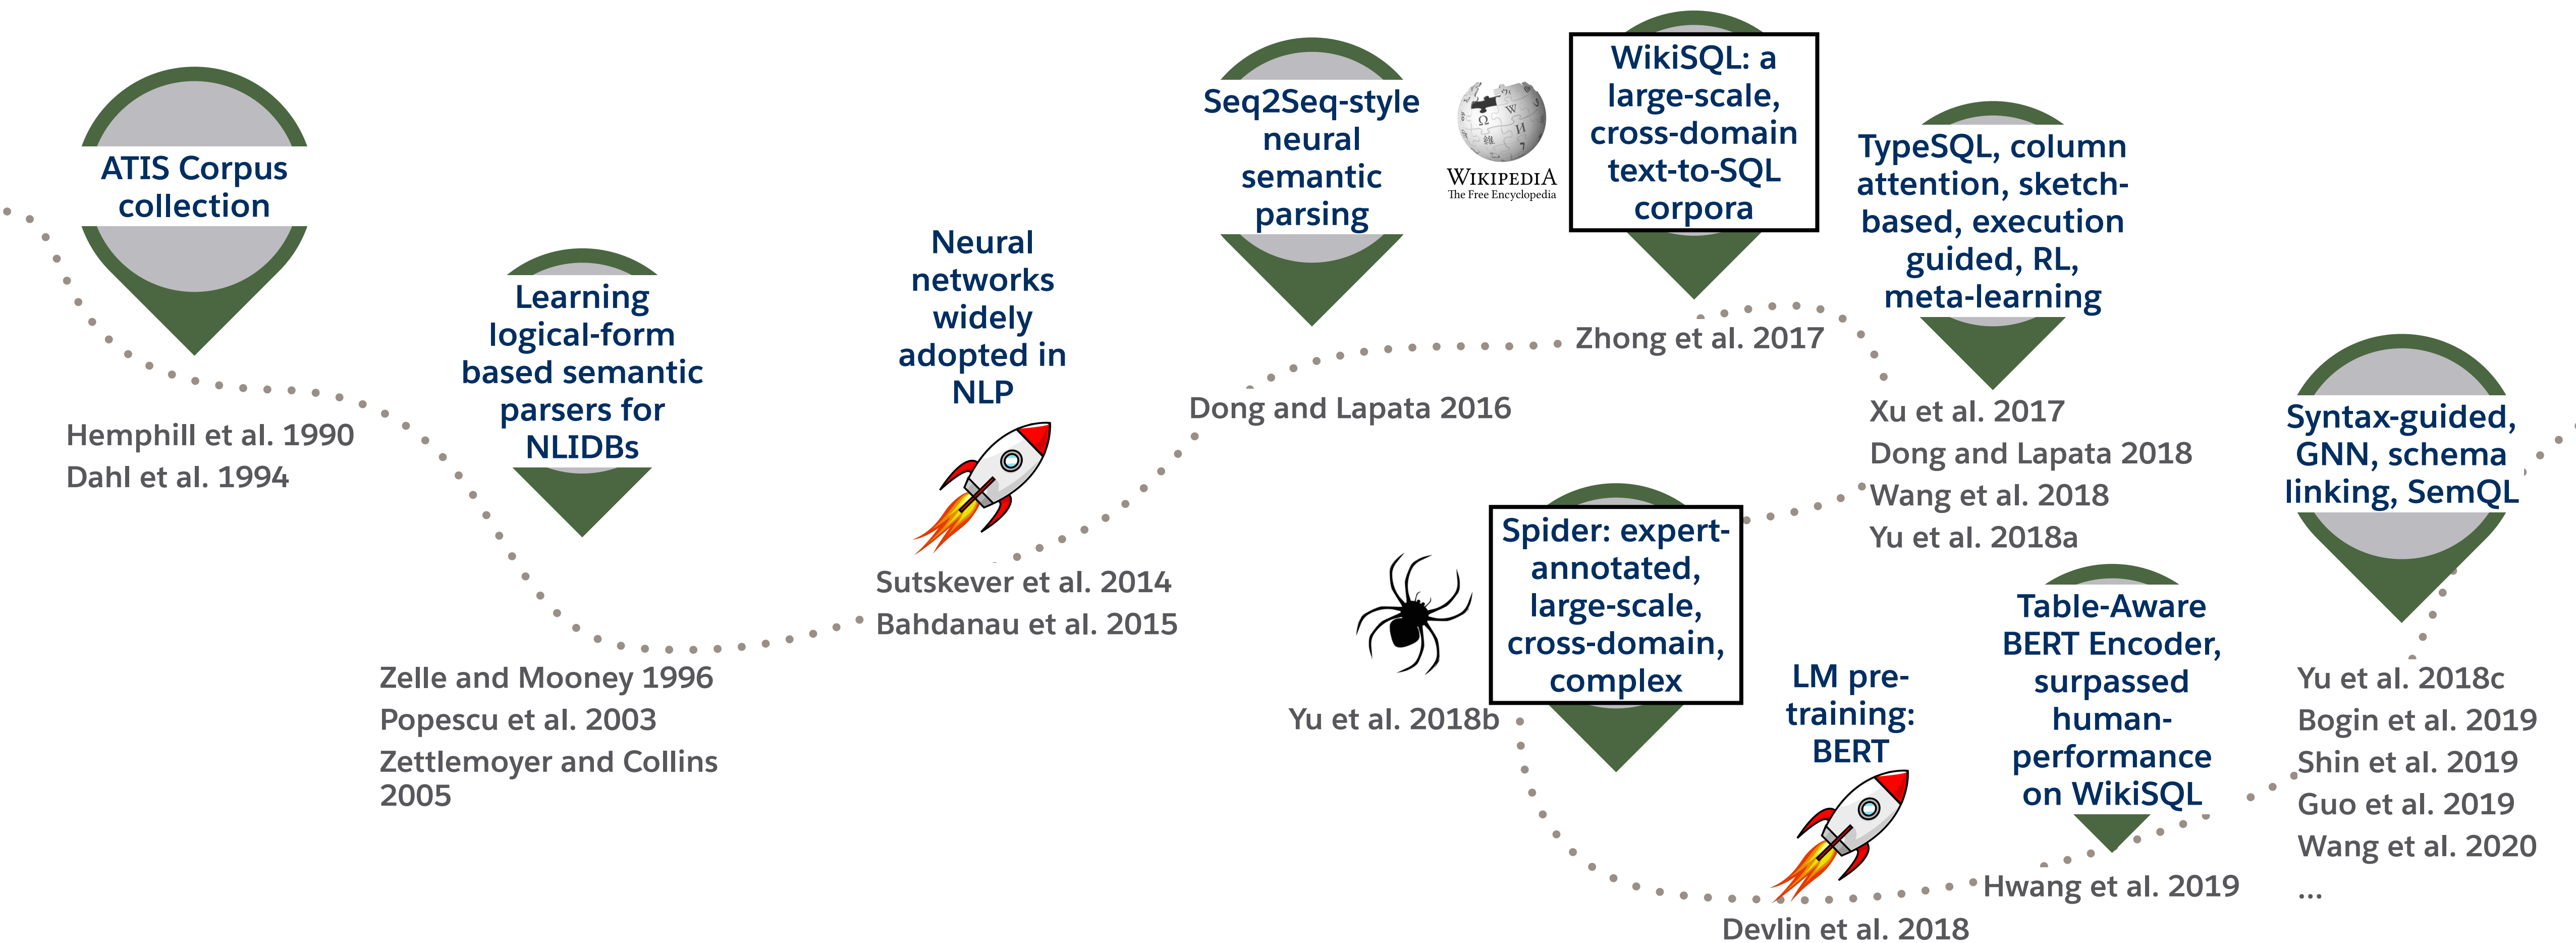 ATIS Corpus
collection
Hemphill et al. 1990
Dahl et al. 1994
Learning
logical-form
based semantic
parsers for
NLIDBs
Zelle and Mooney 1996
Popescu et al. 2003
Zettlemoyer and Collins
2005
Neural
networks
widely
adopted in
NLP
Sutskever et al. 2014
Bahdanau et al. 2015
Seq2Seq-style
neural
semantic
parsing
Dong and Lapata 2016
WIKIPEDIA
The Free Encyclopedia
WikiSQL: a
large-scale,
cross-domain
text-to-SQL
corpora
Zhong et al. 2017
TypeSQL, column
attention, sketch-
based, execution
guided, RL,
meta-learning
Xu et al. 2017
Dong and Lapata 2018
Wang et al. 2018
Yu et al. 2018a
Spider: expert-
annotated,
large-scale,
cross-domain,
complex
Yu et al. 2018b
LM pre-
training:
BERT
Devlin et al. 2018
Table-Aware
BERT Encoder,
surpassed
human-
performance
on WikiSQL
Hwang et al. 2019
Syntax-guided,
GNN, schema
linking, SemQL
Yu et al. 2018c
Bogin et al. 2019
Shin et al. 2019
Guo et al. 2019
Wang et al. 2020
...